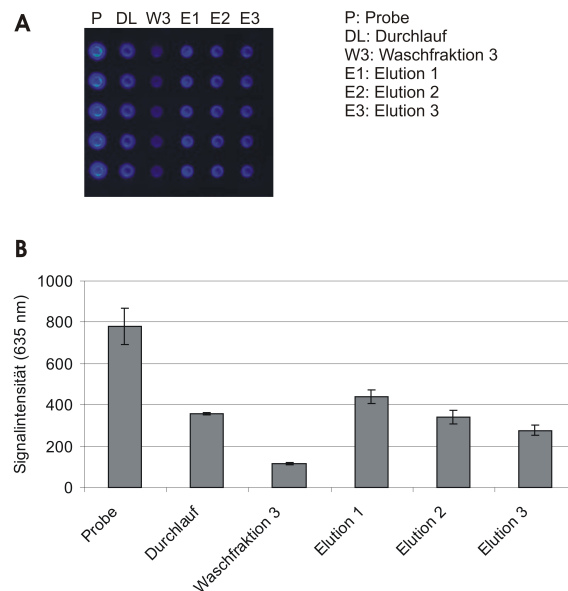 A
P DL W3 E1 E2 E3
P: Probe
DL: Durchlauf
W3: Waschfraktion 3
E1: Elution 1
E2: Elution 2
E3: Elution 3
B
Signalintensität (635 nm)
1000
800
600
400
200
0
Probe
Durchlauf
Waschfraktion 3
Elution 1
Elution 2
Elution 3